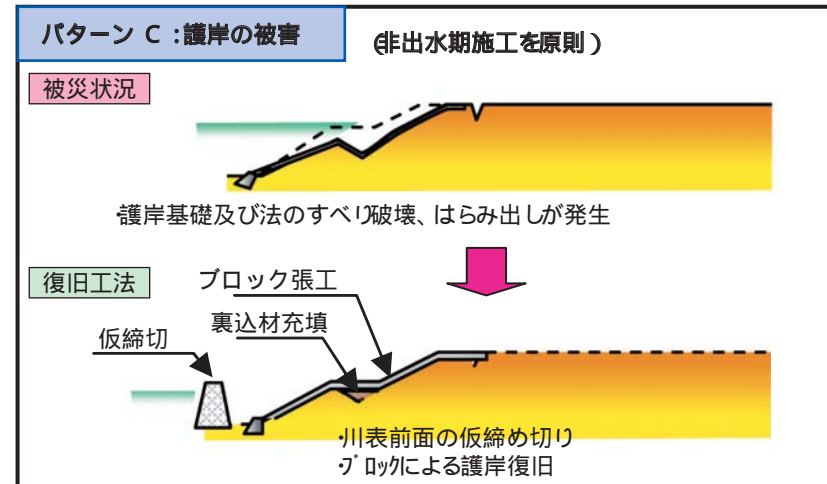 パターン C :護岸の被害
(非出水期施工を原則)
被災状況
・護岸基礎及び法のすべり破壊、はらみ出しが発生
復旧工法
ブロック張工
裏込材充填
仮締切
・川表前面の仮締め切り
・ブロックによる護岸復旧